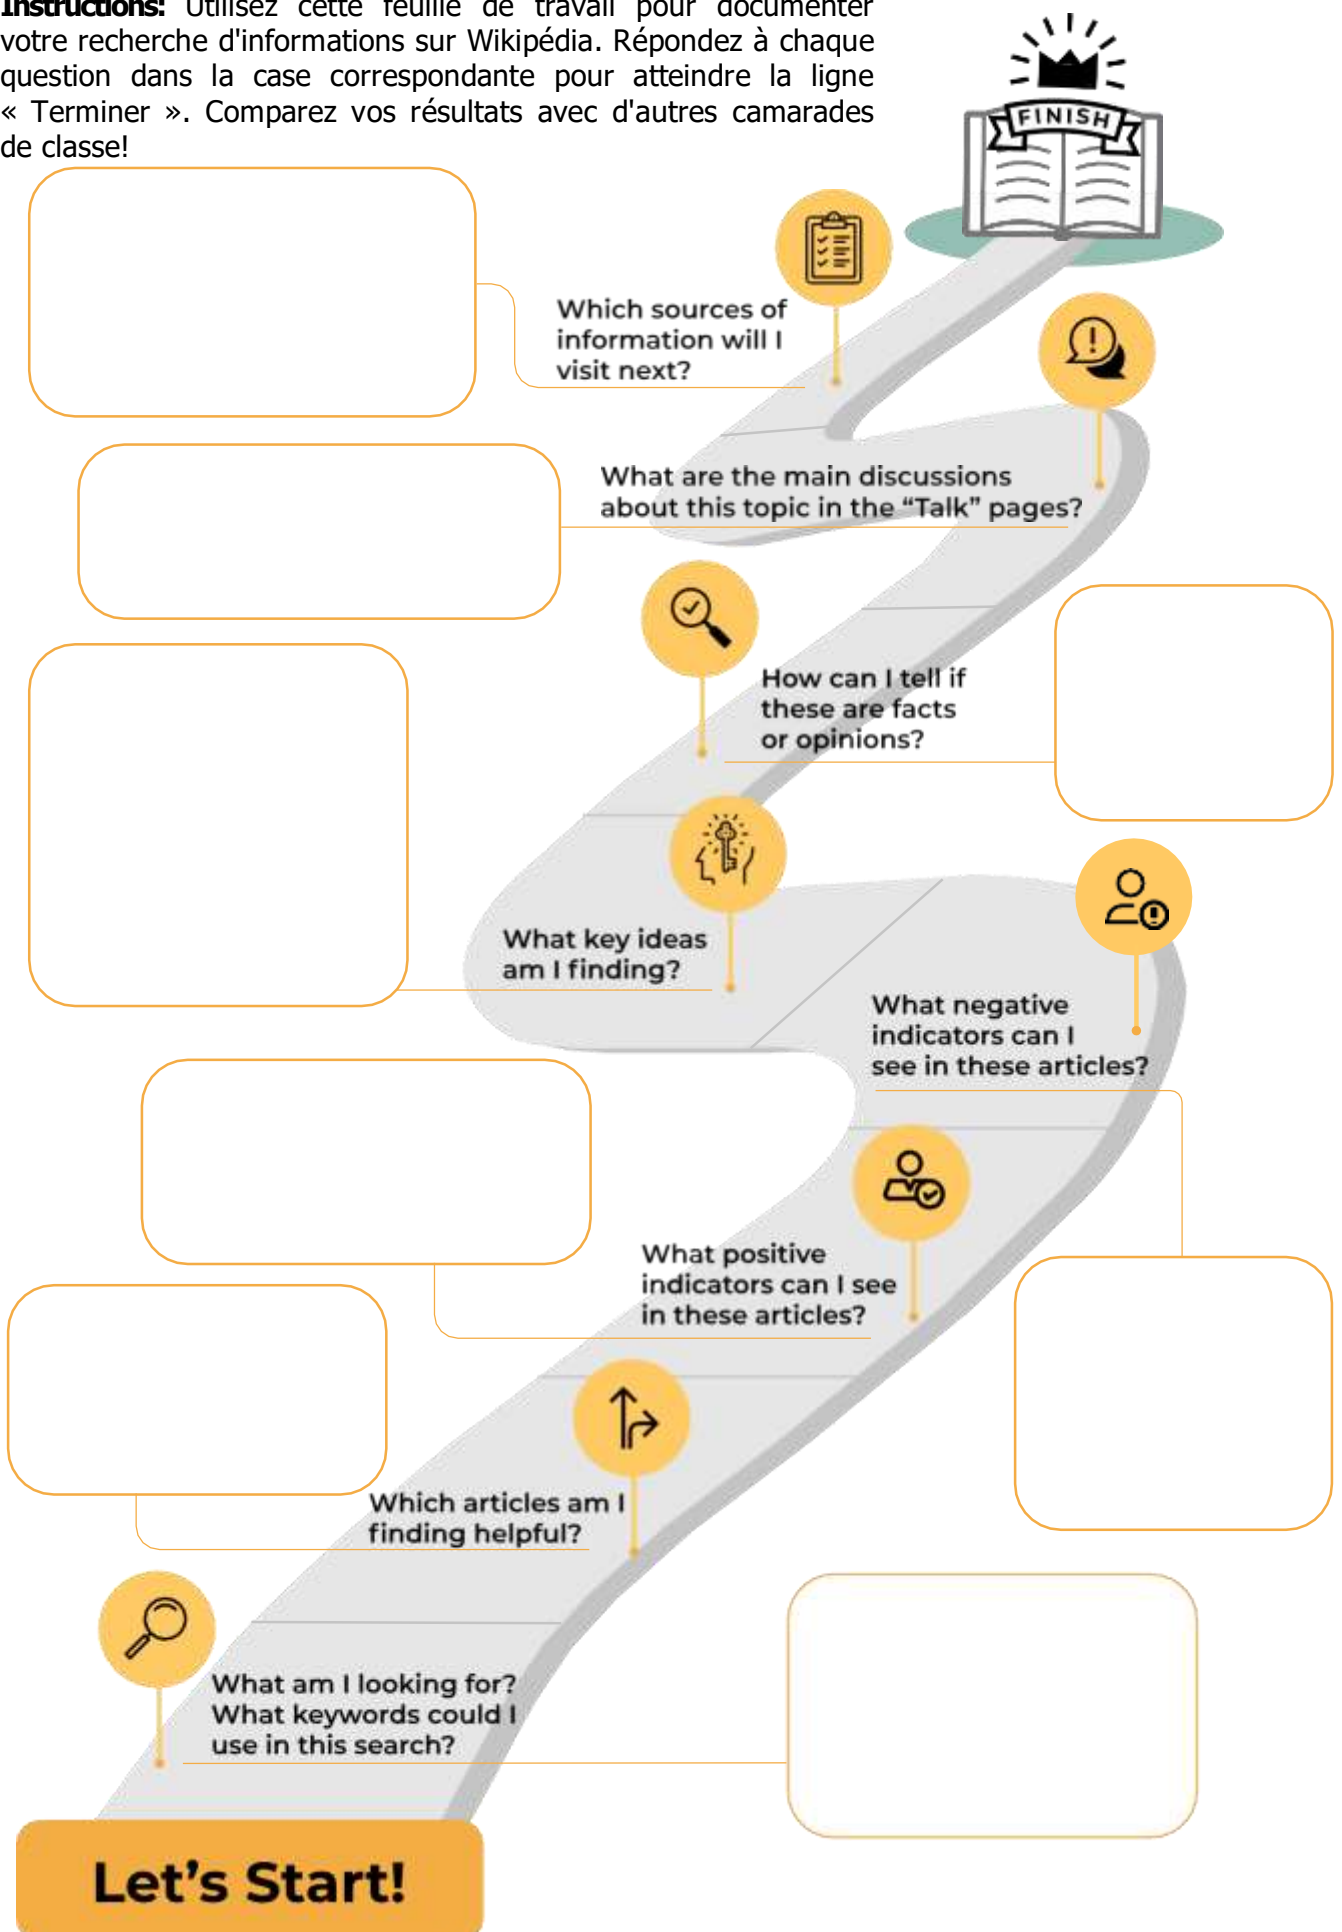 Instructions: Utilisez cette feuille de travail pour documenter
votre recherche d'informations sur Wikipédia. Répondez à chaque
question dans la case correspondante pour atteindre la ligne
« Terminer ». Comparez vos résultats avec d'autres camarades
de classe!
FINISH
Which sources of
information will I
visit next?
What are the main discussions
about this topic in the “Talk” pages?
How can I tell if
these are facts
or opinions?
What key ideas
am I finding?
What negative
indicators can I
see in these articles?
What positive
indicators can I see
in these articles?
Which articles am I
finding helpful?
What am I looking for?
What keywords could I
use in this search?
Let’s Start!